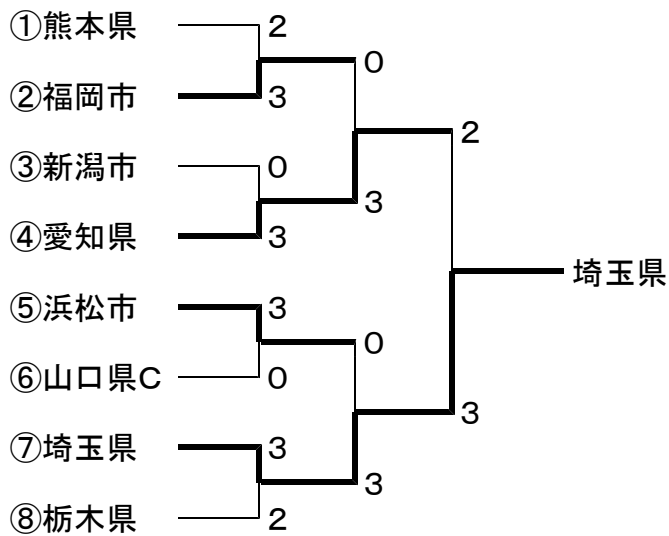 ①熊本県 2
0
②福岡市 3
2
③新潟市 0
3
④愛知県 3
埼玉県
⑤浜松市 3
0
⑥山口県C 0
3
⑦埼玉県 3
3
⑧栃木県 2